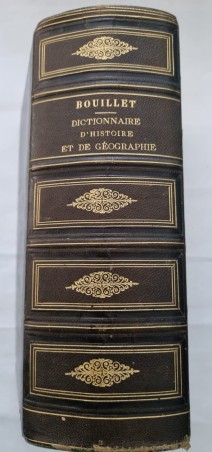 BOUILLET
DICTIONNAIRE
D'HISTOIRE
ET DE GÉOGRAPHIE